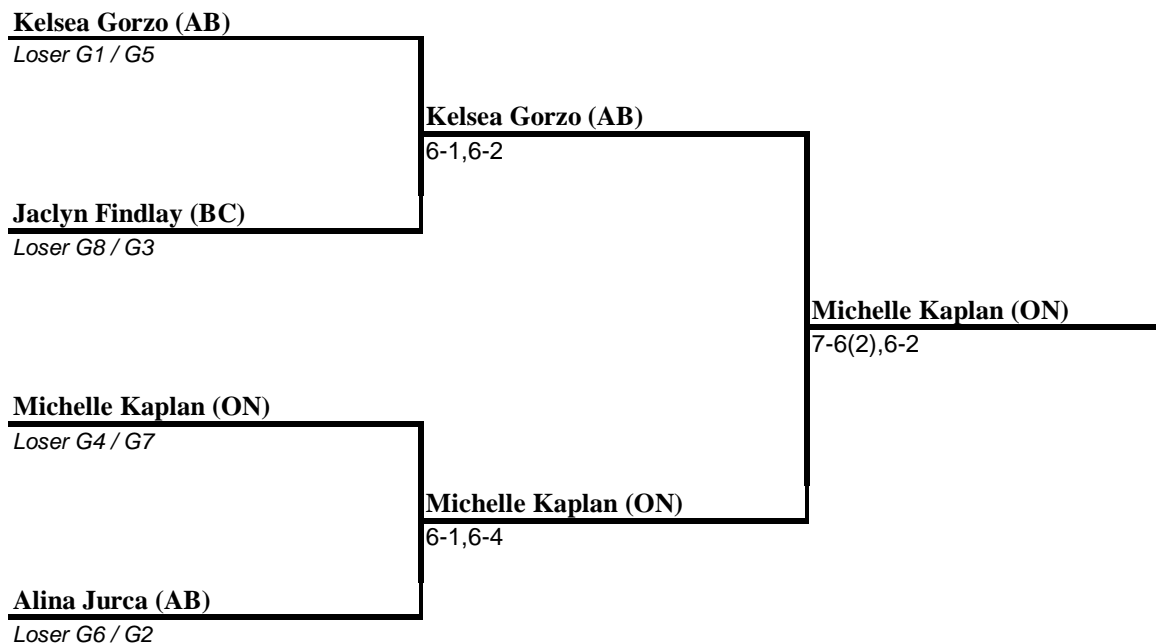 Kelsea Gorzo (AB)
Loser G1 / G5
Kelsea Gorzo (AB)
6-1,6-2
Jaclyn Findlay (BC)
Loser G8 / G3
Michelle Kaplan (ON)
7-6(2),6-2
Michelle Kaplan (ON)
Loser G4 / G7
Michelle Kaplan (ON)
6-1,6-4
Alina Jurca (AB)
Loser G6 / G2